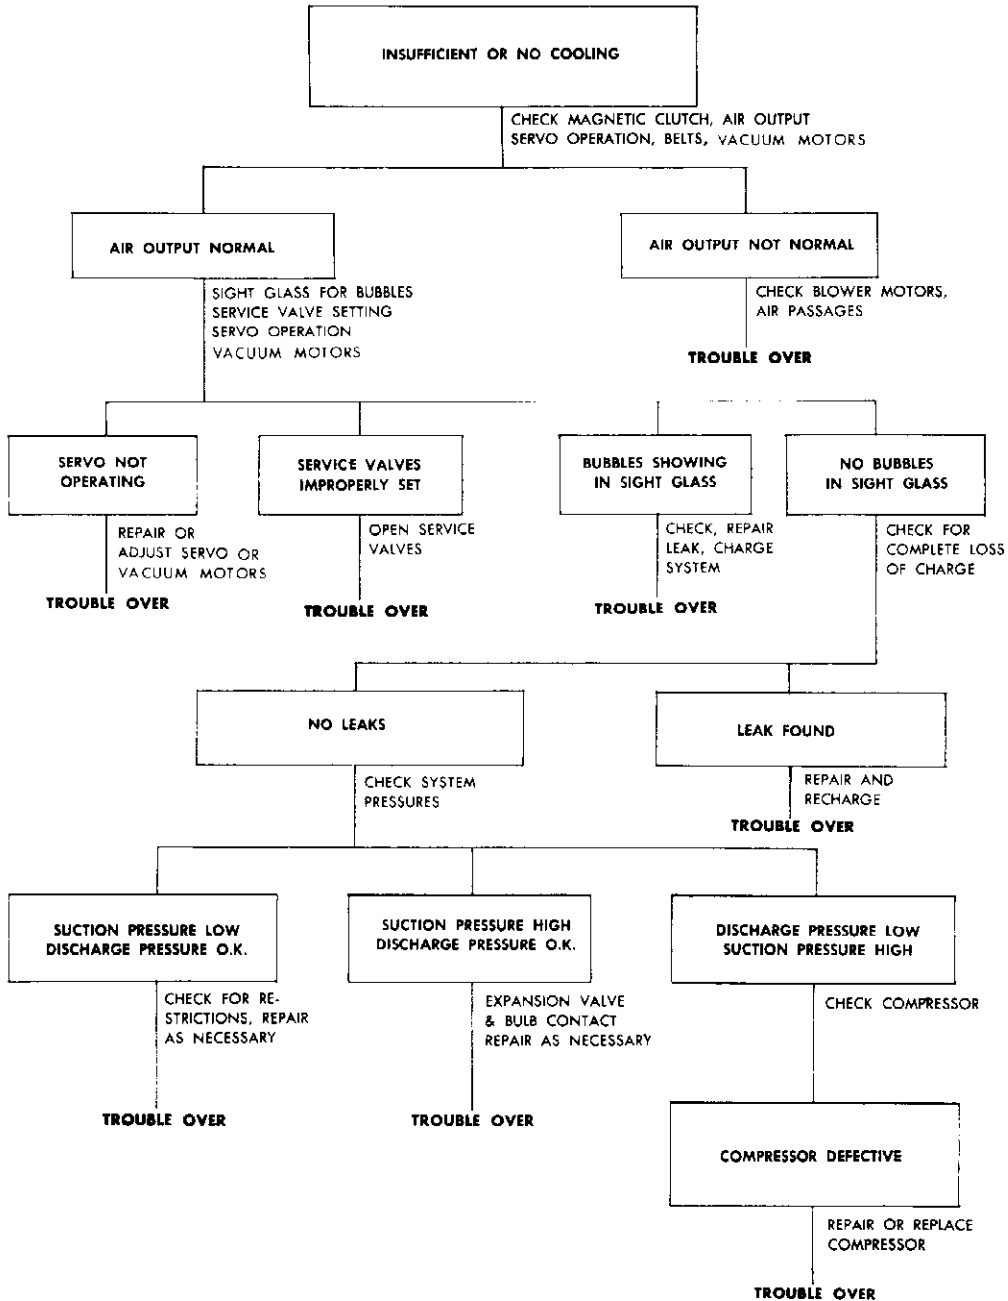 INSUFFICIENT OR NO COOLING
CHECK MAGNETIC CLUTCH, AIR OUTPUT
SERVO OPERATION, BELTS, VACUUM MOTORS
AIR OUTPUT NORMAL
AIR OUTPUT NOT NORMAL
SIGHT GLASS FOR BUBBLES
SERVICE VALVE SETTING
SERVO OPERATION
VACUUM MOTORS
CHECK BLOWER MOTORS,
AIR PASSAGES
TROUBLE OVER
SERVO NOT
OPERATING
SERVICE VALVES
IMPROPERLY SET
BUBBLES SHOWING
IN SIGHT GLASS
NO BUBBLES
IN SIGHT GLASS
REPAIR OR
ADJUST SERVO OR
VACUUM MOTORS
TROUBLE OVER
OPEN SERVICE
VALVES
TROUBLE OVER
CHECK, REPAIR
LEAK, CHARGE
SYSTEM
TROUBLE OVER
CHECK FOR
COMPLETE LOSS
OF CHARGE
NO LEAKS
LEAK FOUND
CHECK SYSTEM
PRESSURES
REPAIR AND
RECHARGE
TROUBLE OVER
SUCTION PRESSURE LOW
DISCHARGE PRESSURE O.K.
SUCTION PRESSURE HIGH
DISCHARGE PRESSURE O.K.
DISCHARGE PRESSURE LOW
SUCTION PRESSURE HIGH
CHECK FOR RE-
STRICTIONS, REPAIR
AS NECESSARY
TROUBLE OVER
EXPANSION VALVE
& BULB CONTACT
REPAIR AS NECESSARY
TROUBLE OVER
CHECK COMPRESSOR
COMPRESSOR DEFECTIVE
REPAIR OR REPLACE
COMPRESSOR
TROUBLE OVER